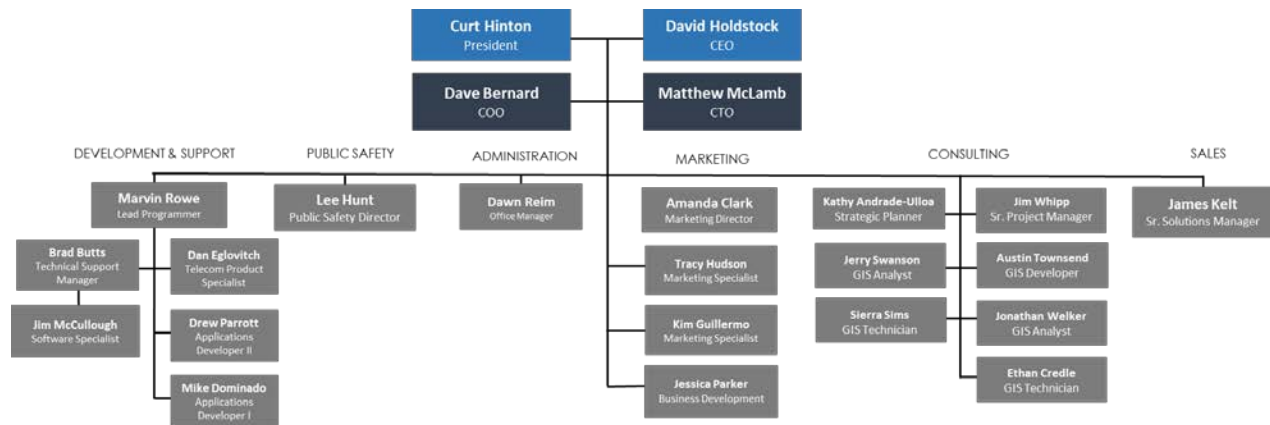 Curt Hinton
President
David Holdstock
CEO
Dave Bernard
COO
Matthew McLamb
CTO
DEVELOPMENT & SUPPORT
PUBLIC SAFETY
ADMINISTRATION
MARKETING
CONSULTING
SALES
Marvin Rowe
Lead Programmer
Brad Butts
Technical Support
Manager
Dan Eglovitch
Telecom Product
Specialist
Jim McCullough
Software Specialist
Drew Parrott
Applications
Developer II
Mike Dominado
Applications
Developer I
Lee Hunt
Public Safety Director
Dawn Reim
Office Manager
Amanda Clark
Marketing Director
Tracy Hudson
Marketing Specialist
Kim Guillermo
Marketing Specialist
Jessica Parker
Business Development
Kathy Andrade-Ulloa
Strategic Planner
Jim Whipp
Sr. Project Manager
Jerry Swanson
GIS Analyst
Austin Townsend
GIS Developer
Sierra Sims
GIS Technician
Jonathan Welker
GIS Analyst
Ethan Credle
GIS Technician
James Kelt
Sr. Solutions Manager